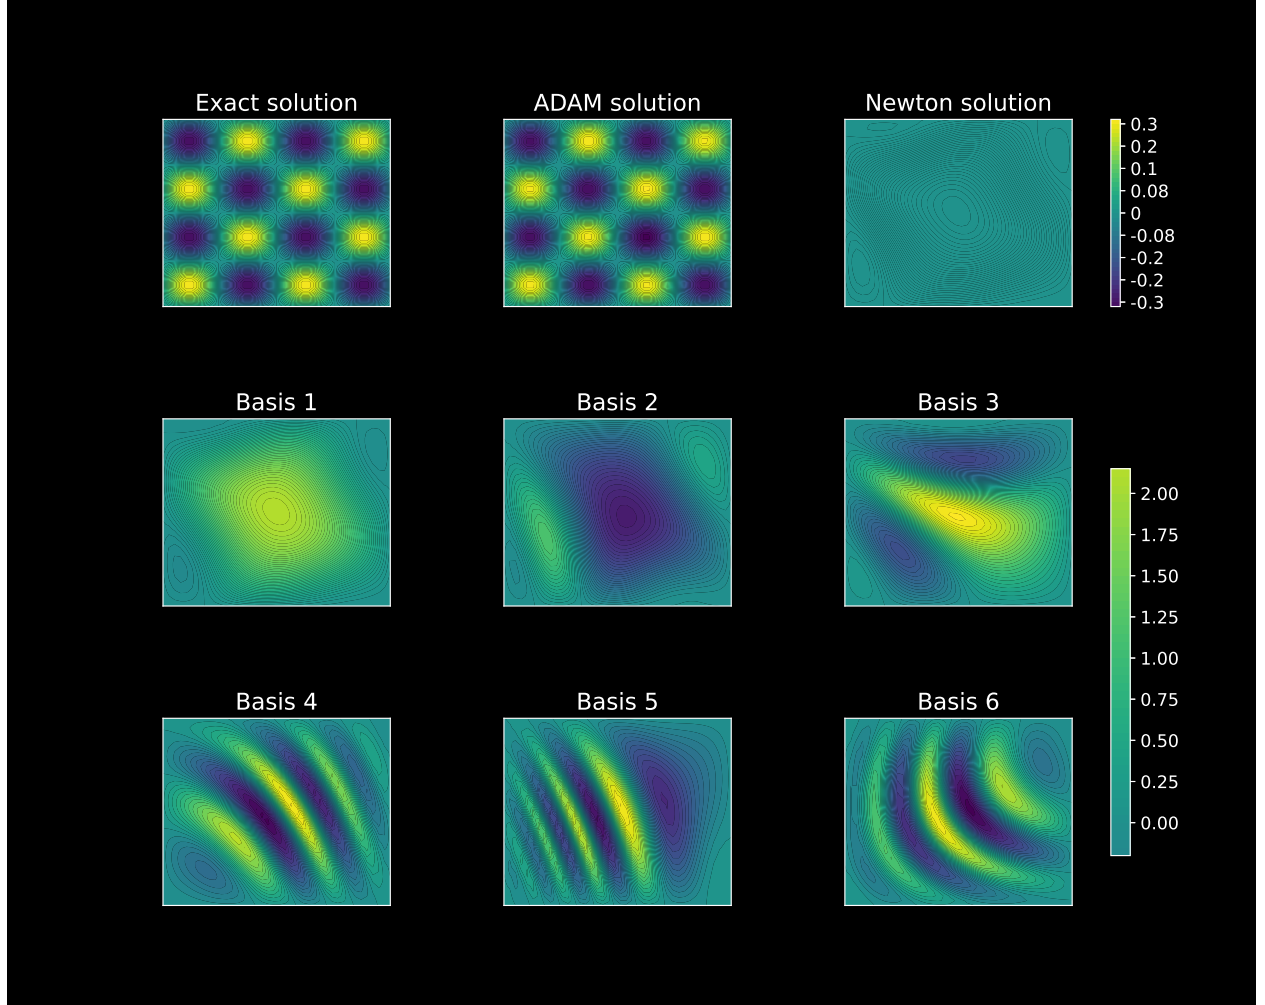 Exact solution
ADAM solution
Newton solution
0.3
0.2
0.1
0.08
0
-0.08
-0.2
-0.2
-0.3
Basis 1
Basis 2
Basis 3
2.00
1.75
1.50
1.25
1.00
0.75
0.50
0.25
0.00
Basis 4
Basis 5
Basis 6